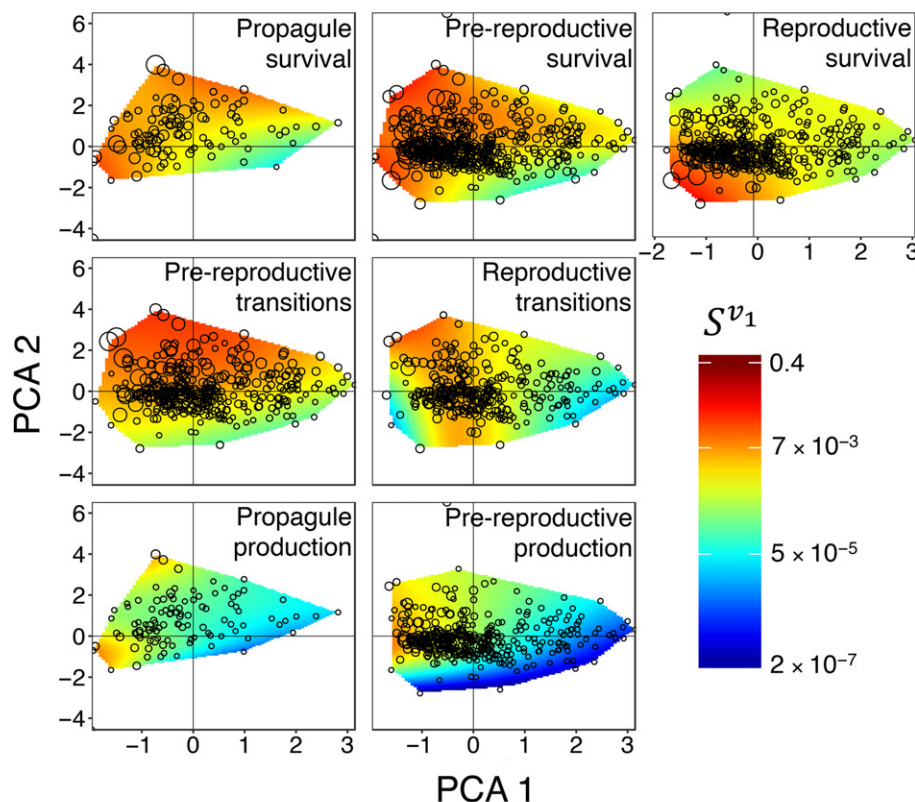 Propagule
survival
Pre-reproductive
survival
Reproductive
survival
6
4
2
0
−2
−4
−2 −1 0 1 2 3
Pre-reproductive
transitions
Reproductive
transitions
6
4
2
0
−2
−4
PCA 2
Propagule
production
Pre-reproductive
production
6
4
2
0
−2
−4
−1 0 1 2 3
−1 0 1 2 3
PCA 1
S^{v_1}
0.4
7 × 10⁻³
5 × 10⁻⁵
2 × 10⁻⁷